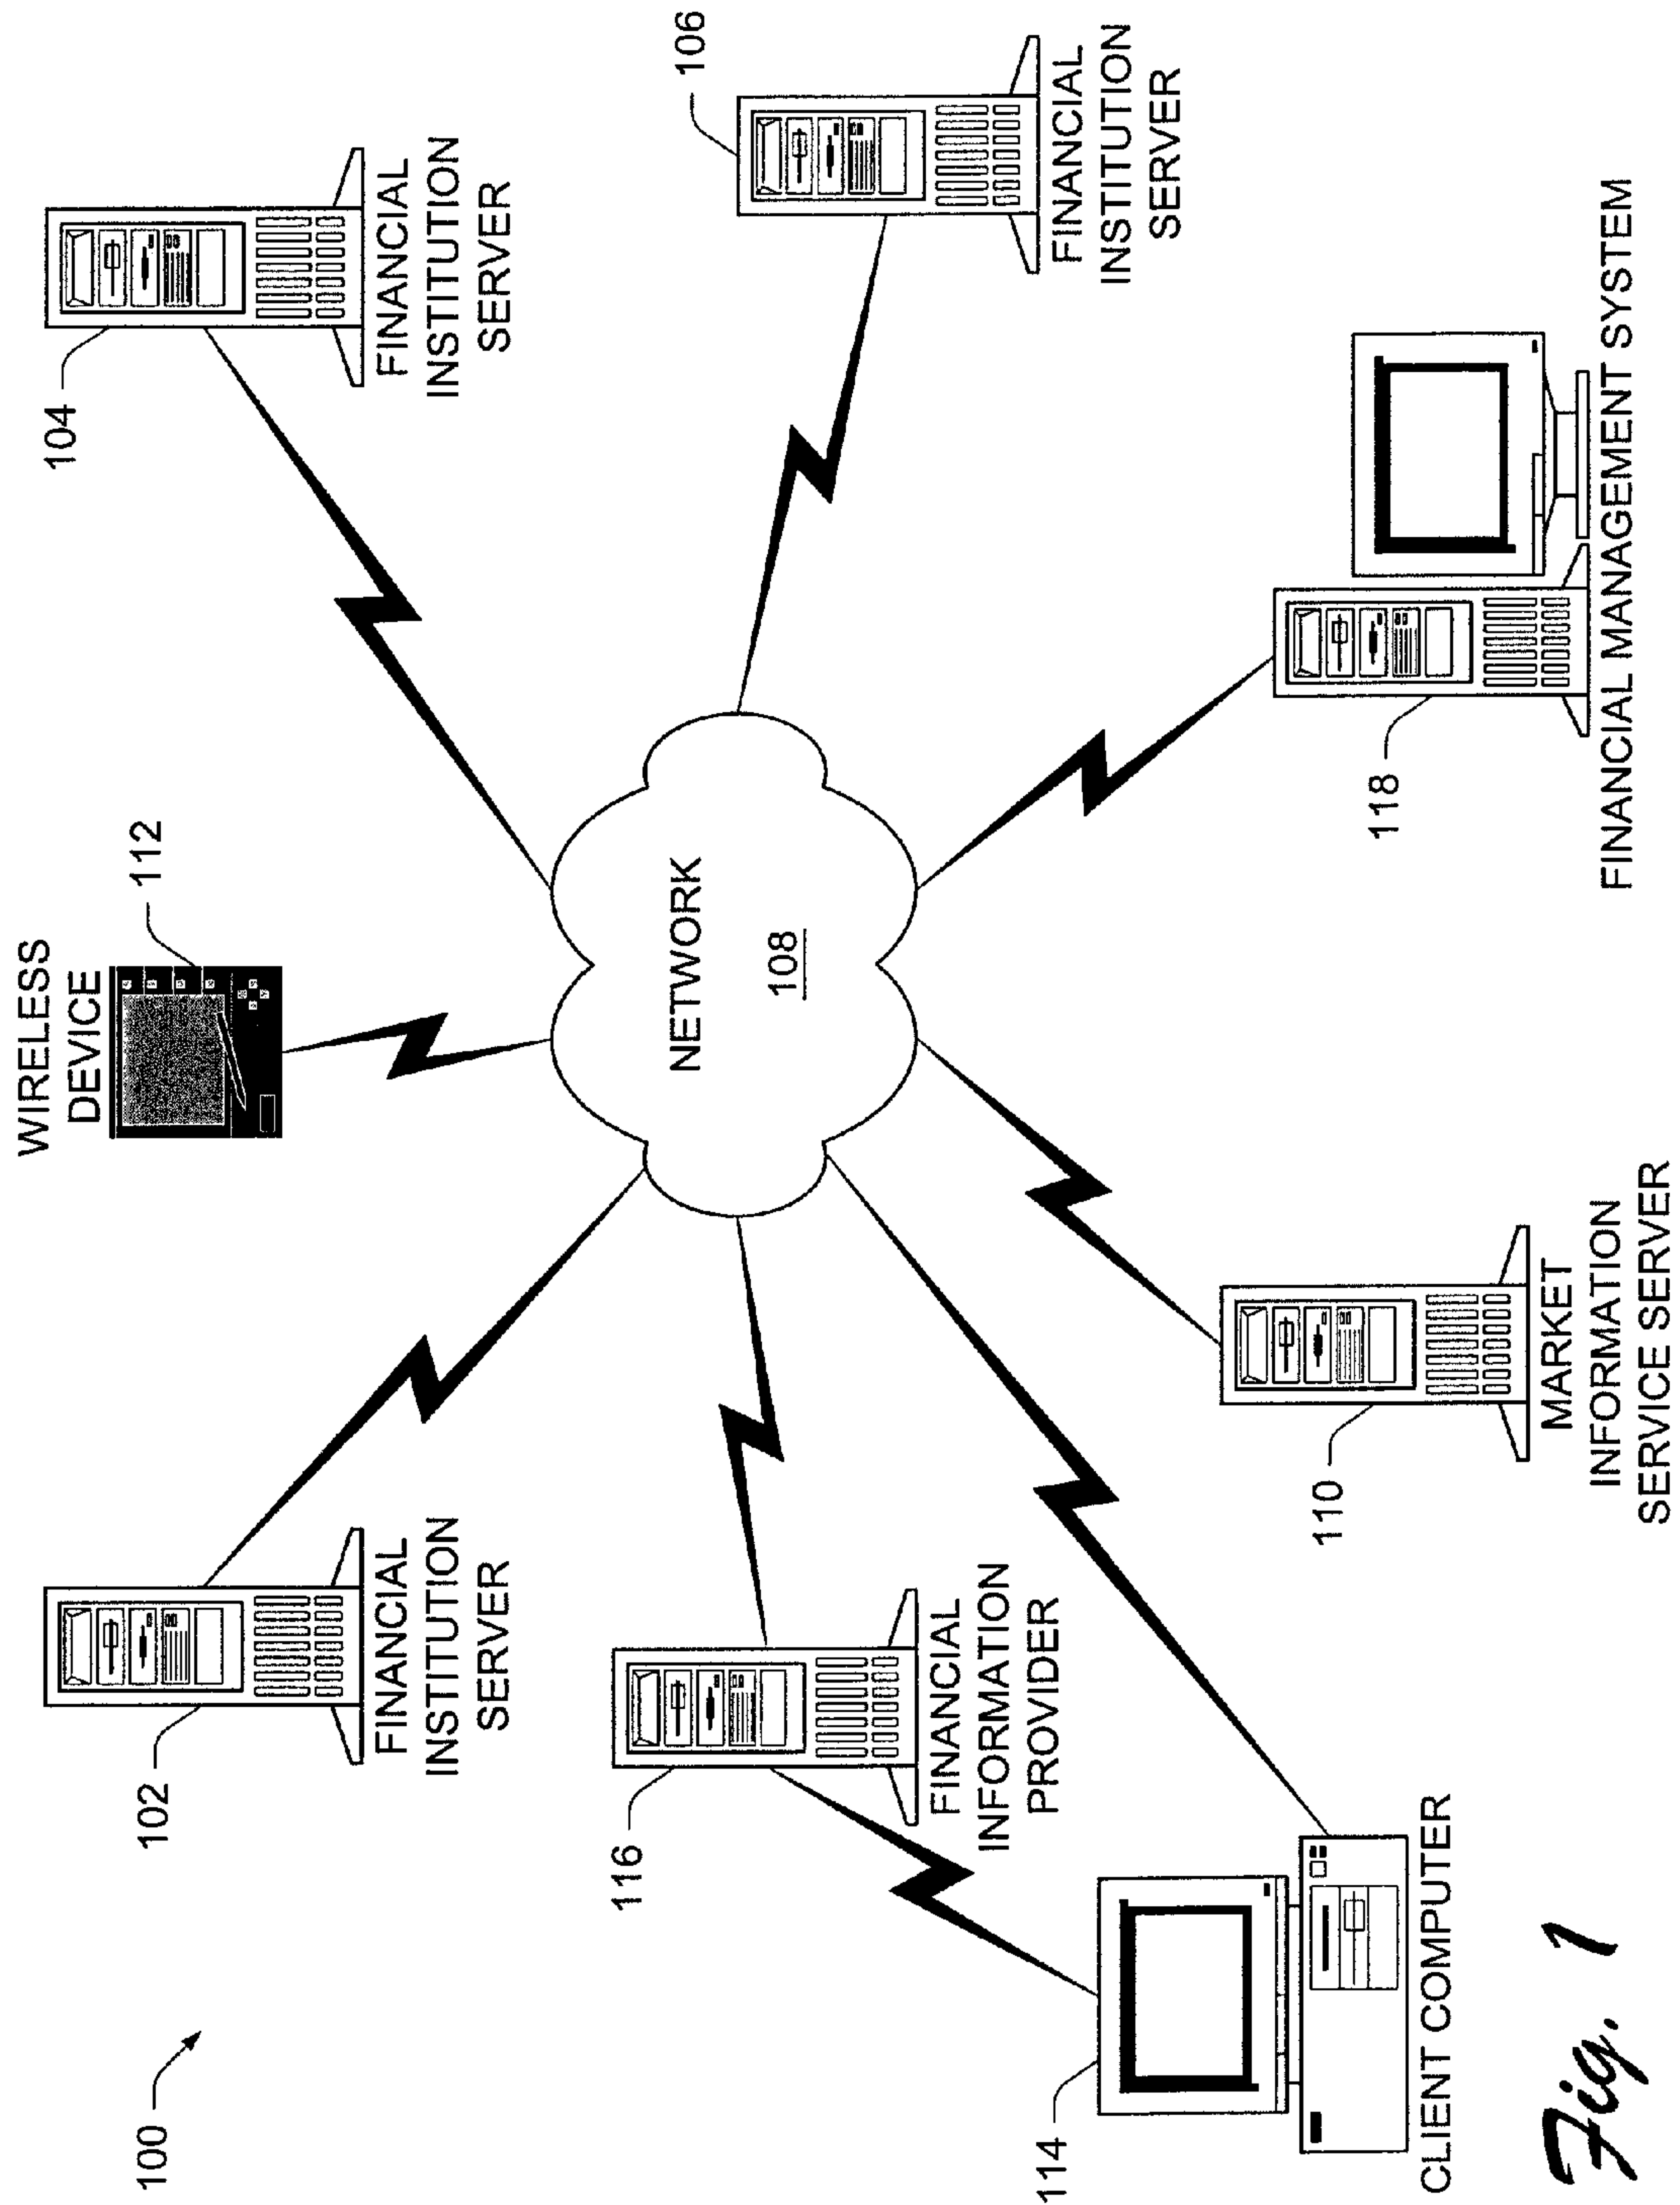 100
102
FINANCIAL
INSTITUTION
SERVER
WIRELESS
DEVICE
112
104
FINANCIAL
INSTITUTION
SERVER
116
FINANCIAL
INFORMATION
PROVIDER
NETWORK
108
106
FINANCIAL
INSTITUTION
SERVER
114
CLIENT COMPUTER
110
MARKET
INFORMATION
SERVICE SERVER
118
FINANCIAL MANAGEMENT SYSTEM
Fig. 1